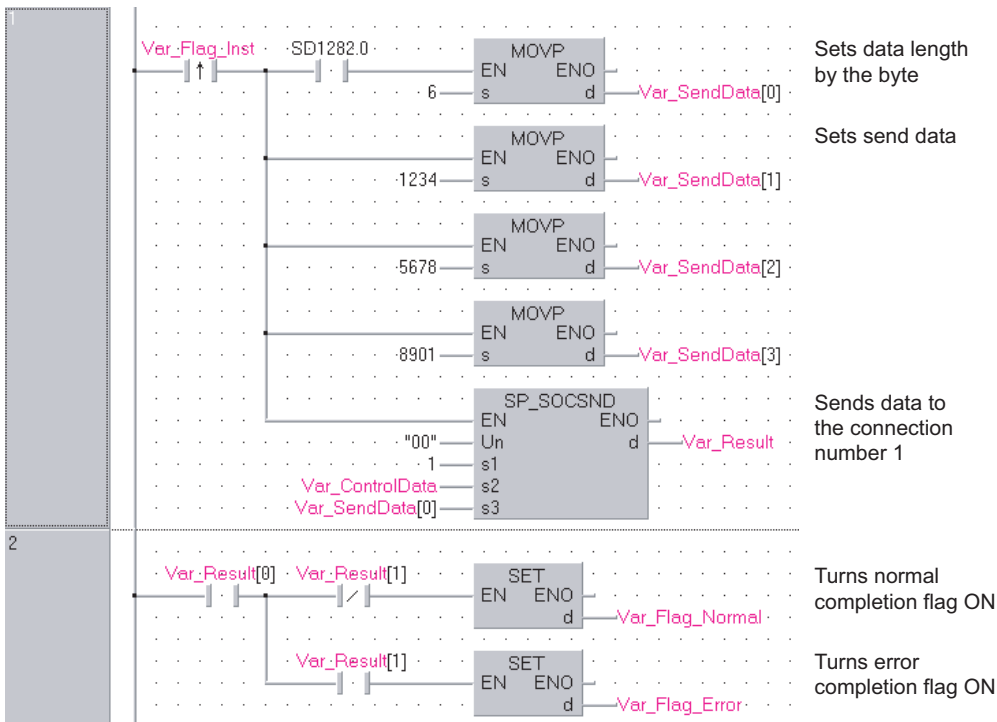 1
Var_Flag_Inst SD1282.0 MOVP Sets data length
EN ENO by the byte
6 s d Var_SendData[0]
MOVP Sets send data
EN ENO
1234 s d Var_SendData[1]
MOVP
EN ENO
5678 s d Var_SendData[2]
MOVP
EN ENO
8901 s d Var_SendData[3]
SP_SOCSND Sends data to
EN ENO the connection
"00" Un d Var_Result number 1
1 s1
Var_ControlData s2
Var_SendData[0] s3
2
Var_Result[0] Var_Result[1] SET Turns normal
EN ENO completion flag ON
d Var_Flag_Normal
Var_Result[1] SET Turns error
EN ENO completion flag ON
d Var_Flag_Error